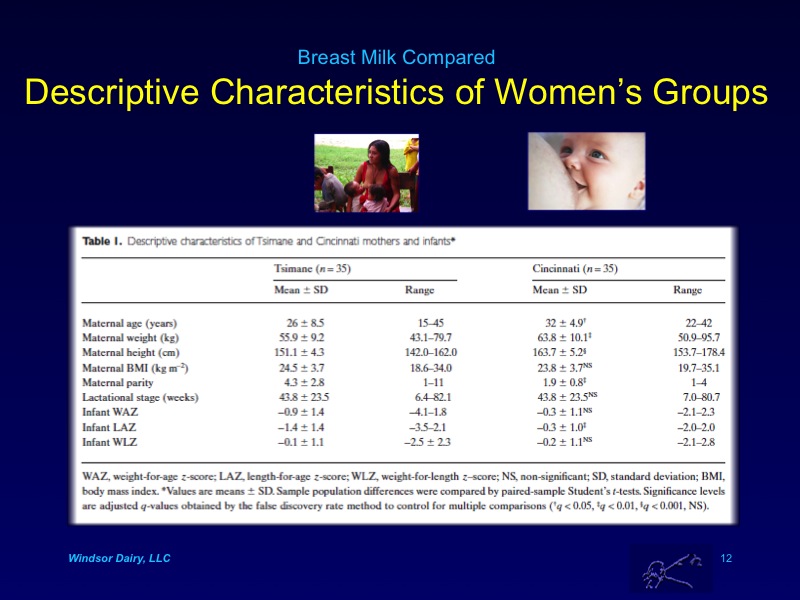 Breast Milk Compared
Descriptive Characteristics of Women’s Groups
Table 1. Descriptive characteristics of Tsimane and Cincinnati mothers and infants*
Tsimane (n = 35) Cincinnati (n = 35)
Mean ± SD Range Mean ± SD Range
Maternal age (years) 26 ± 8.5 15–45 32 ± 4.9† 22–42
Maternal weight (kg) 55.9 ± 9.2 43.1–79.7 63.8 ± 10.1‡ 50.9–95.7
Maternal height (cm) 151.1 ± 4.3 142.0–162.0 163.7 ± 5.2§ 153.7–178.4
Maternal BMI (kg m⁻²) 24.5 ± 3.7 18.6–34.0 23.8 ± 3.7NS 19.7–35.1
Maternal parity 4.3 ± 2.8 1–11 1.9 ± 0.8‡ 1–4
Lactational stage (weeks) 43.8 ± 23.5 6.4–82.1 43.8 ± 23.5NS 7.0–80.7
Infant WAZ –0.9 ± 1.4 –4.1–1.8 –0.3 ± 1.1NS –2.1–2.3
Infant LAZ –1.4 ± 1.4 –3.5–2.1 –0.3 ± 1.0‡ –2.0–2.0
Infant WLZ –0.1 ± 1.1 –2.5 ± 2.3 –0.2 ± 1.1NS –2.1–2.8
WAZ, weight-for-age z-score; LAZ, length-for-age z-score; WLZ, weight-for-length z–score; NS, non-significant; SD, standard deviation; BMI,
body mass index. *Values are means ± SD. Sample population differences were compared by paired-sample Student’s t-tests. Significance levels
are adjusted q-values obtained by the false discovery rate method to control for multiple comparisons (†q < 0.05, ‡q < 0.01, §q < 0.001, NS).
Windsor Dairy, LLC 12